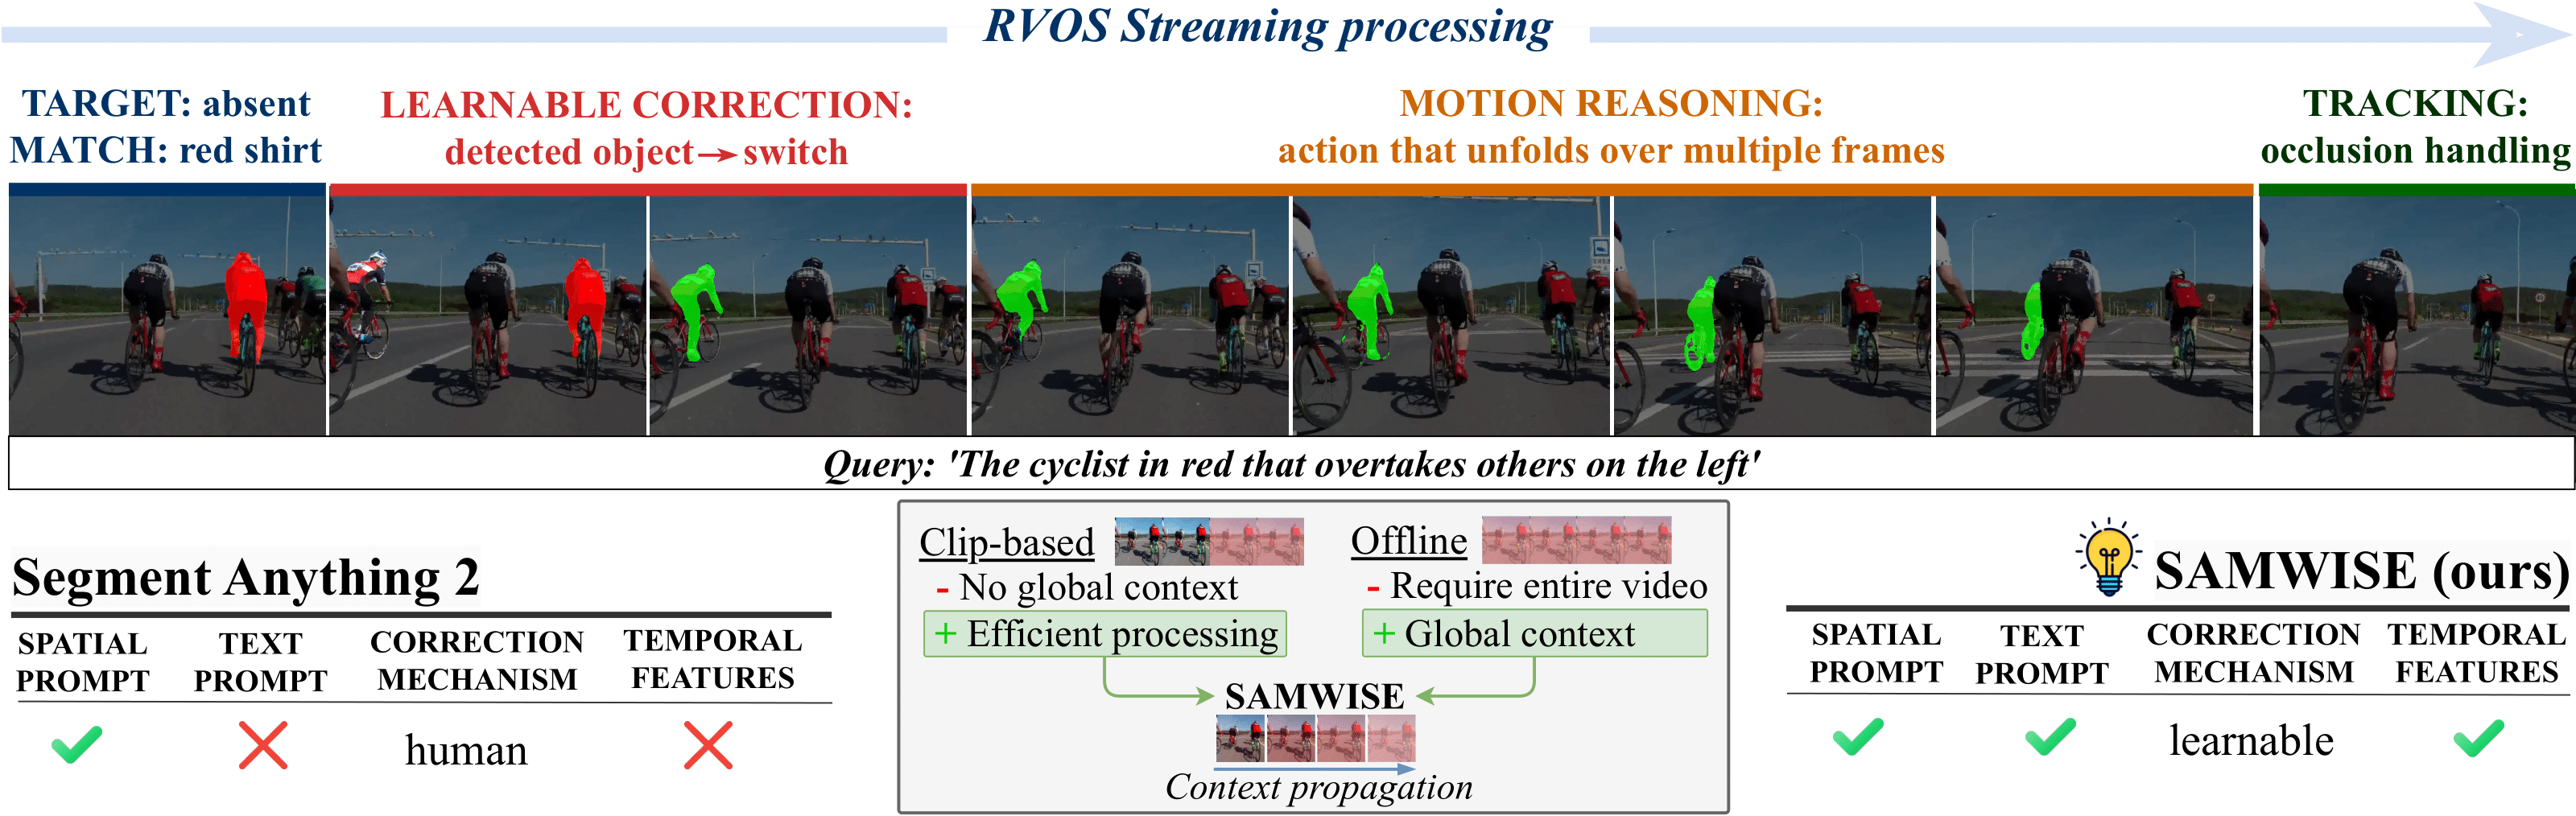 RVOS Streaming processing
TARGET: absent
MATCH: red shirt
LEARNABLE CORRECTION:
detected object→switch
MOTION REASONING:
action that unfolds over multiple frames
TRACKING:
occlusion handling
Query: 'The cyclist in red that overtakes others on the left'
Segment Anything 2
SPATIAL PROMPT
TEXT PROMPT
CORRECTION MECHANISM
TEMPORAL FEATURES
human
Clip-based
- No global context
+ Efficient processing
Offline
- Require entire video
+ Global context
SAMWISE
Context propagation
SAMWISE (ours)
SPATIAL PROMPT
TEXT PROMPT
CORRECTION MECHANISM
TEMPORAL FEATURES
learnable